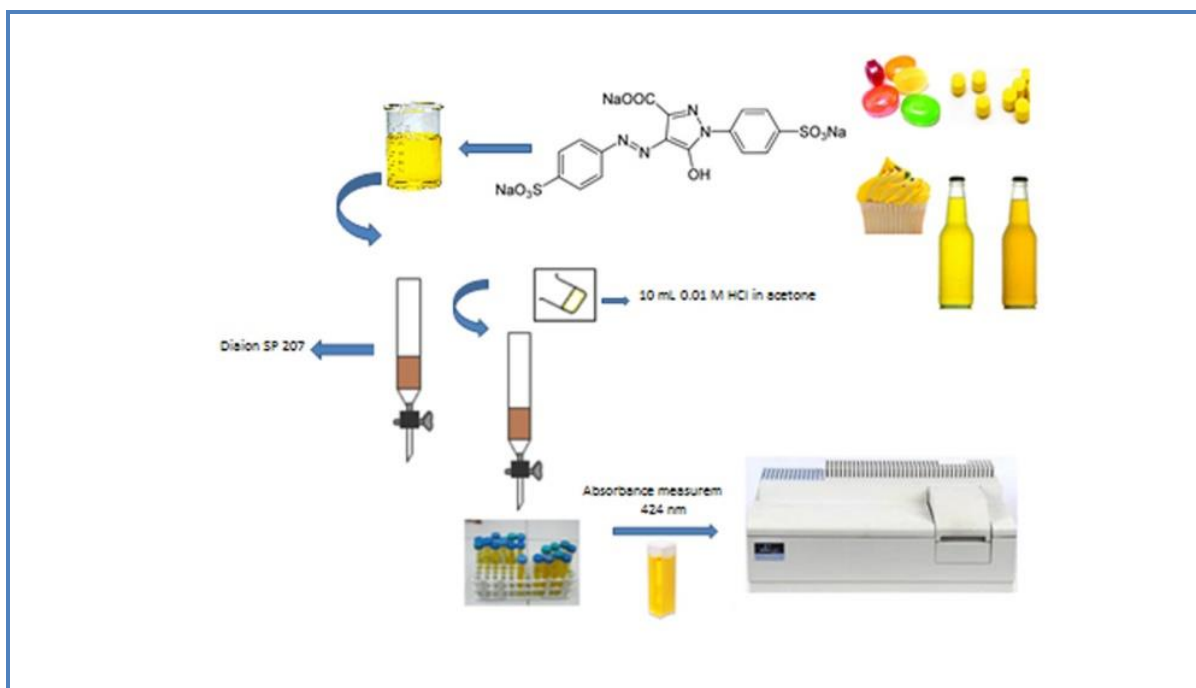 NaOOC
N
N
N
N
SO₃Na
NaO₃S
OH
10 mL 0.01 M HCl in acetone
Diaion SP 207
Absorbance measurem
424 nm